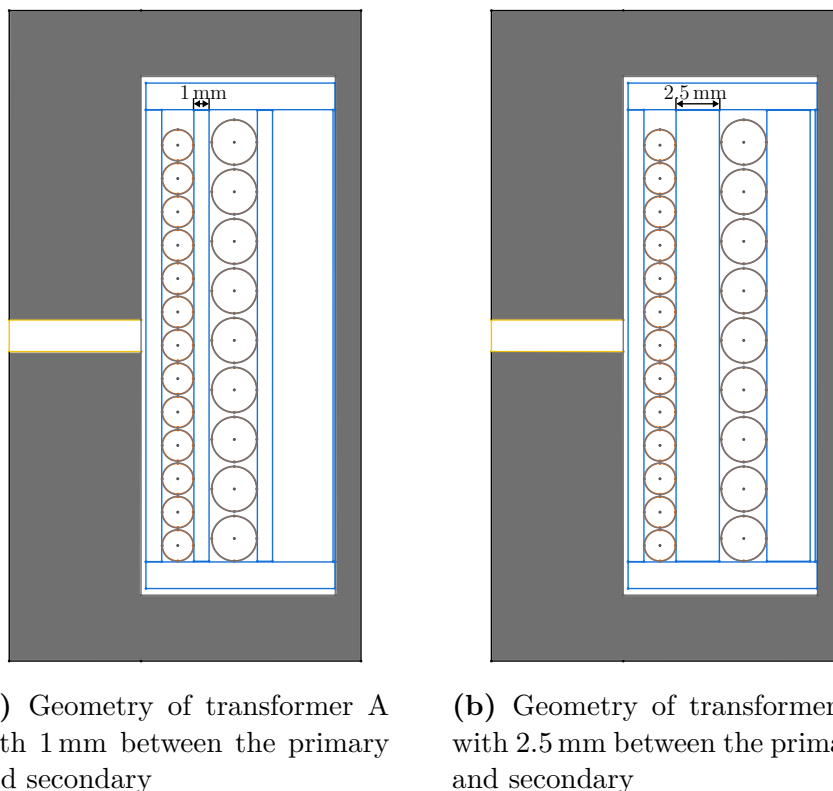 1 mm
2.5 mm
) Geometry of transformer A
th 1 mm between the primary
d secondary
(b) Geometry of transformer
with 2.5 mm between the prima
and secondary